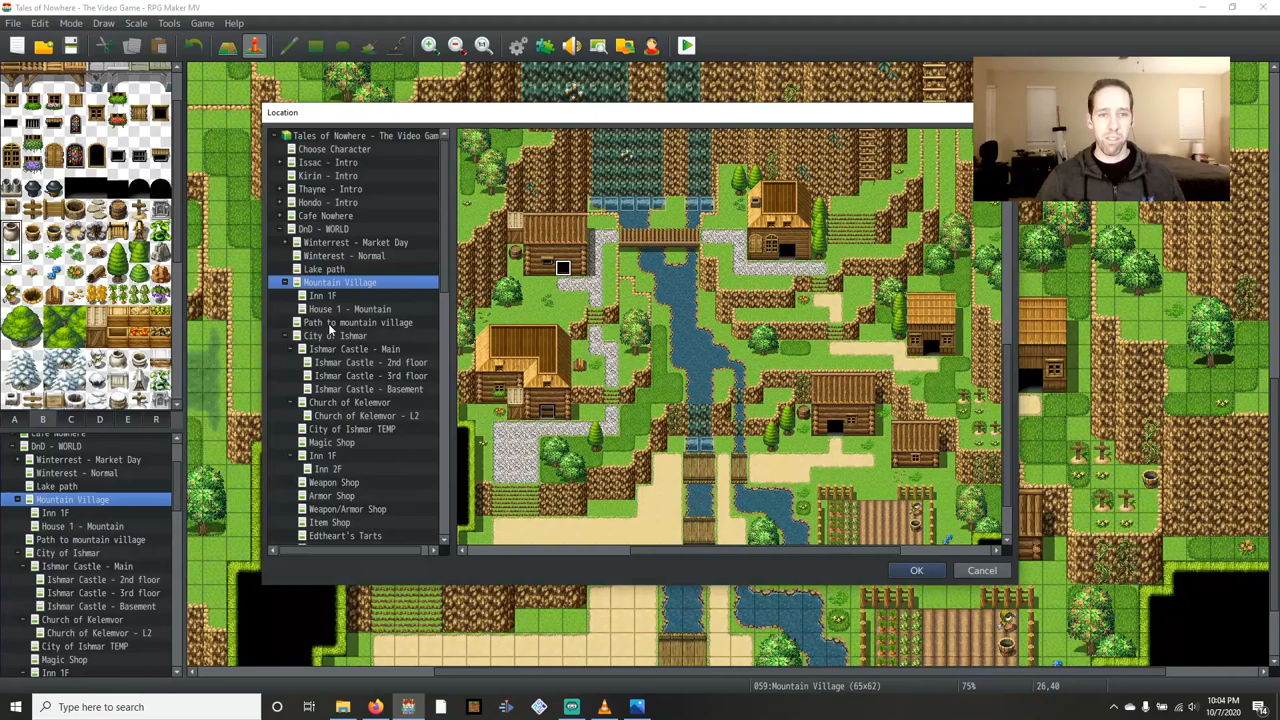 Tales of Nowhere - The Video Game - RPG Maker MV
File Edit Mode Draw Scale Tools Game Help
Location
Tales of Nowhere - The Video Gam
Choose Character
Issac - Intro
Kirin - Intro
Thayne - Intro
Hondo - Intro
Cafe Nowhere
DnD - WORLD
Winterrest - Market Day
Winterest - Normal
Lake path
Mountain Village
Inn 1F
House 1 - Mountain
Path to mountain village
City of Ishmar
Ishmar Castle - Main
Ishmar Castle - 2nd floor
Ishmar Castle - 3rd floor
Ishmar Castle - Basement
Church of Kelemvor
Church of Kelemvor - L2
City of Ishmar TEMP
Magic Shop
Inn 1F
Inn 2F
Weapon Shop
Armor Shop
Weapon/Armor Shop
Item Shop
Edtheart's Tarts
OK Cancel
A B C D E R
Cafe Nowhere
DnD - WORLD
Winterrest - Market Day
Winterest - Normal
Lake path
Mountain Village
Inn 1F
House 1 - Mountain
Path to mountain village
City of Ishmar
Ishmar Castle - Main
Ishmar Castle - 2nd floor
Ishmar Castle - 3rd floor
Ishmar Castle - Basement
Church of Kelemvor
Church of Kelemvor - L2
City of Ishmar TEMP
Magic Shop
Inn 1F
059:Mountain Village (65x62) 75% 26,40
Type here to search
10:04 PM
10/7/2020
14